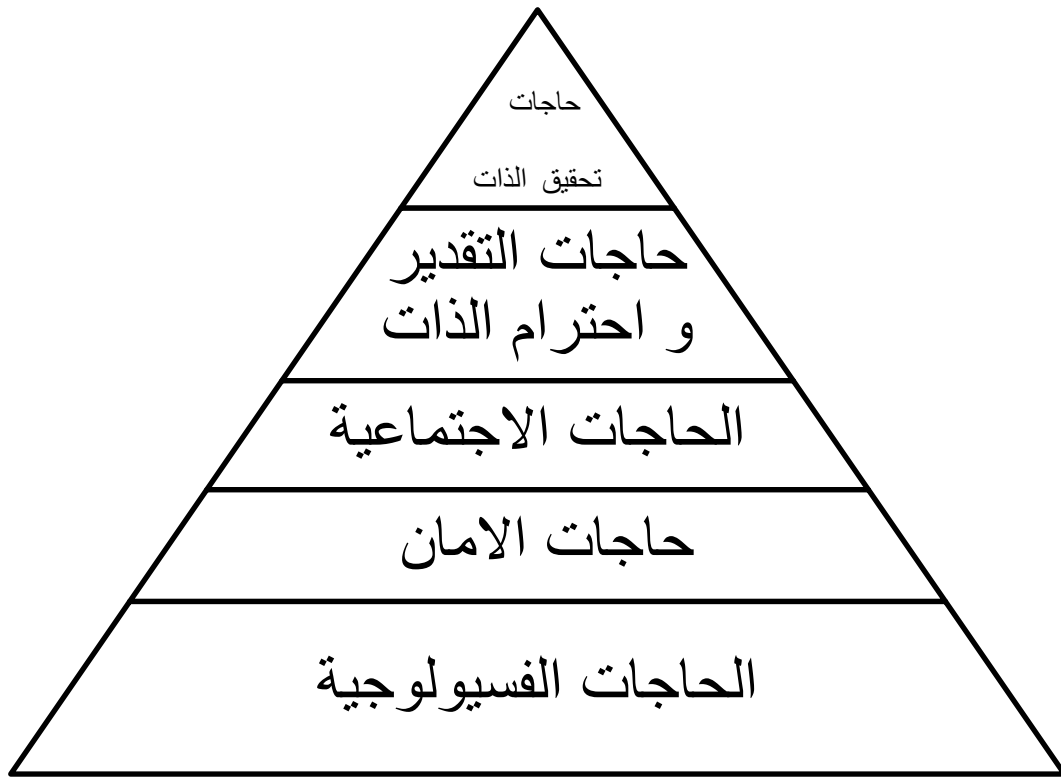 حاجات
تحقيق الذات
حاجات التقدير
و احترام الذات
الحاجات الاجتماعية
حاجات الامان
الحاجات الفسيولوجية